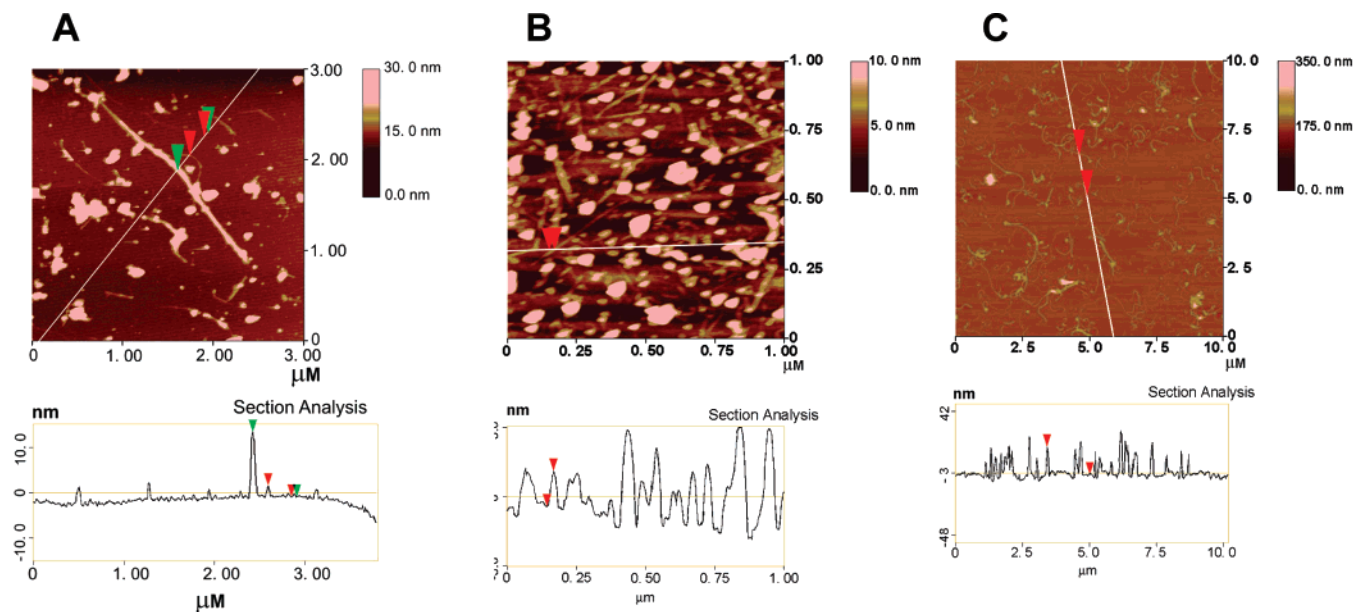 A
B
C
3.00
2.00
1.00
0
0
1.00
2.00
3.00
µM
30.0 nm
15.0 nm
0.0 nm
1.00
0.75
0.50
0.25
0
0
0.25
0.50
0.75
1.00
µM
10.0 nm
5.0 nm
0.0 nm
10.0
7.5
5.0
2.5
0
0
2.5
5.0
7.5
10.0
µM
350.0 nm
175.0 nm
0.0 nm
nm
Section Analysis
10.0
0
-10.0
0
1.00
2.00
3.00
µM
nm
Section Analysis
0
0.25
0.50
0.75
1.00
µm
nm
Section Analysis
42
-3
-48
0
2.5
5.0
7.5
10.0
µm